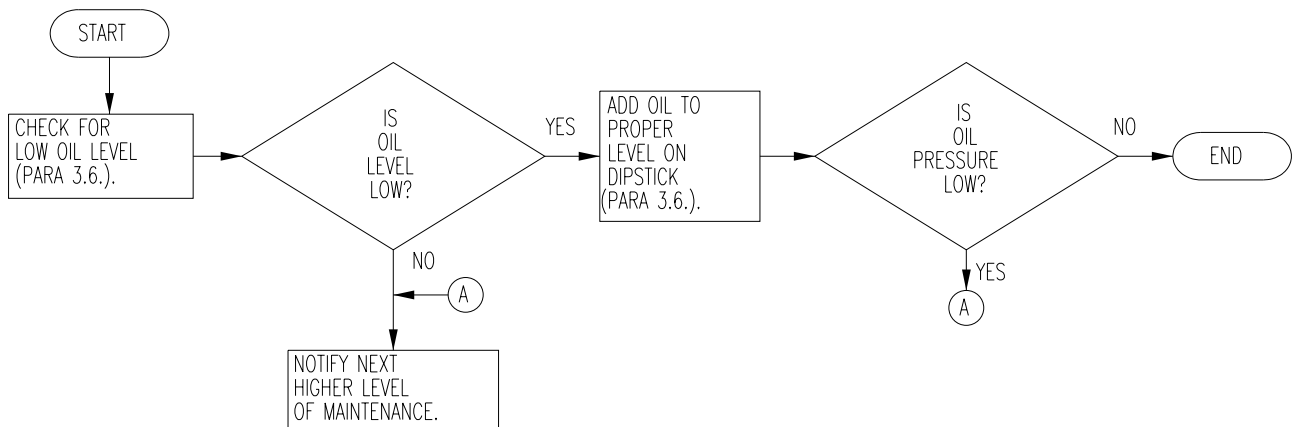 START
CHECK FOR
LOW OIL LEVEL
(PARA 3.6.).
IS
OIL
LEVEL
LOW?
YES
NO
A
NOTIFY NEXT
HIGHER LEVEL
OF MAINTENANCE.
ADD OIL TO
PROPER
LEVEL ON
DIPSTICK
(PARA 3.6.).
IS
OIL
PRESSURE
LOW?
NO
END
YES
A